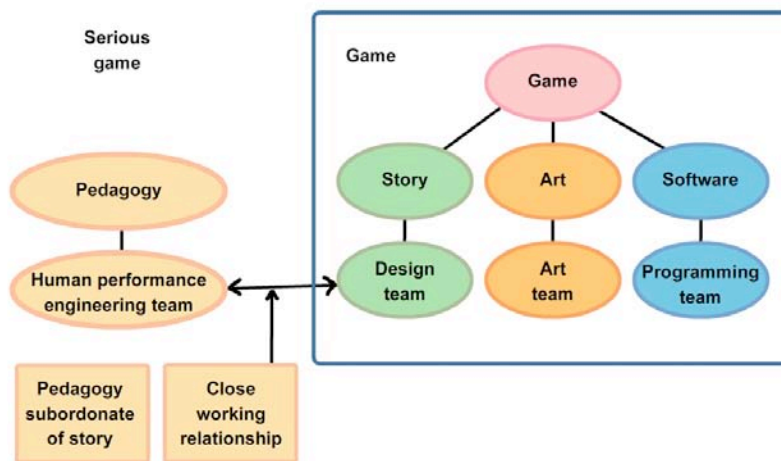 Serious
game
Game
Game
Story
Art
Software
Pedagogy
Human performance
engineering team
Design
team
Art
team
Programming
team
Pedagogy
subordonate
of story
Close
working
relationship